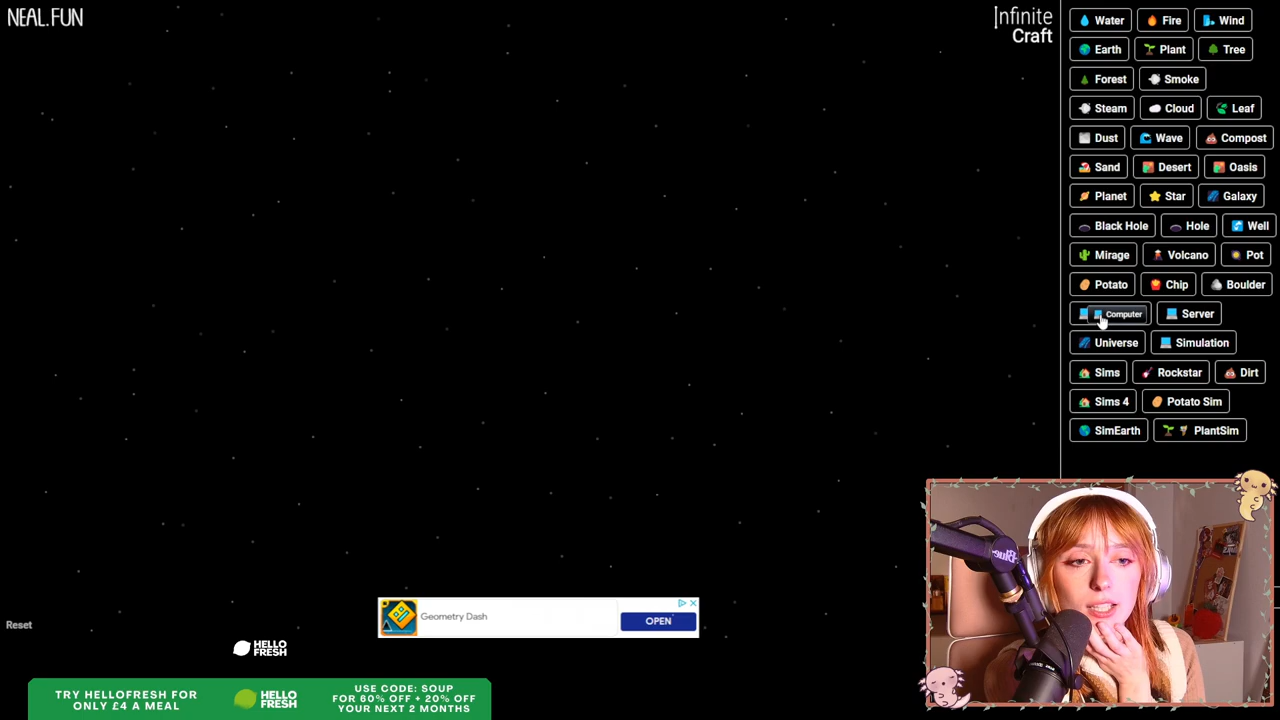 NEAL.FUN
Infinite
Craft
Water Fire Wind
Earth Plant Tree
Forest Smoke
Steam Cloud Leaf
Dust Wave Compost
Sand Desert Oasis
Planet Star Galaxy
Black Hole Hole Well
Mirage Volcano Pot
Potato Chip Boulder
Computer Server
Universe Simulation
Sims Rockstar Dirt
Sims 4 Potato Sim
SimEarth PlantSim
Geometry Dash
OPEN
Reset
HELLO
FRESH
TRY HELLOFRESH FOR
ONLY £4 A MEAL
HELLO
FRESH
USE CODE: SOUP
FOR 60% OFF + 20% OFF
YOUR NEXT 2 MONTHS
Blue